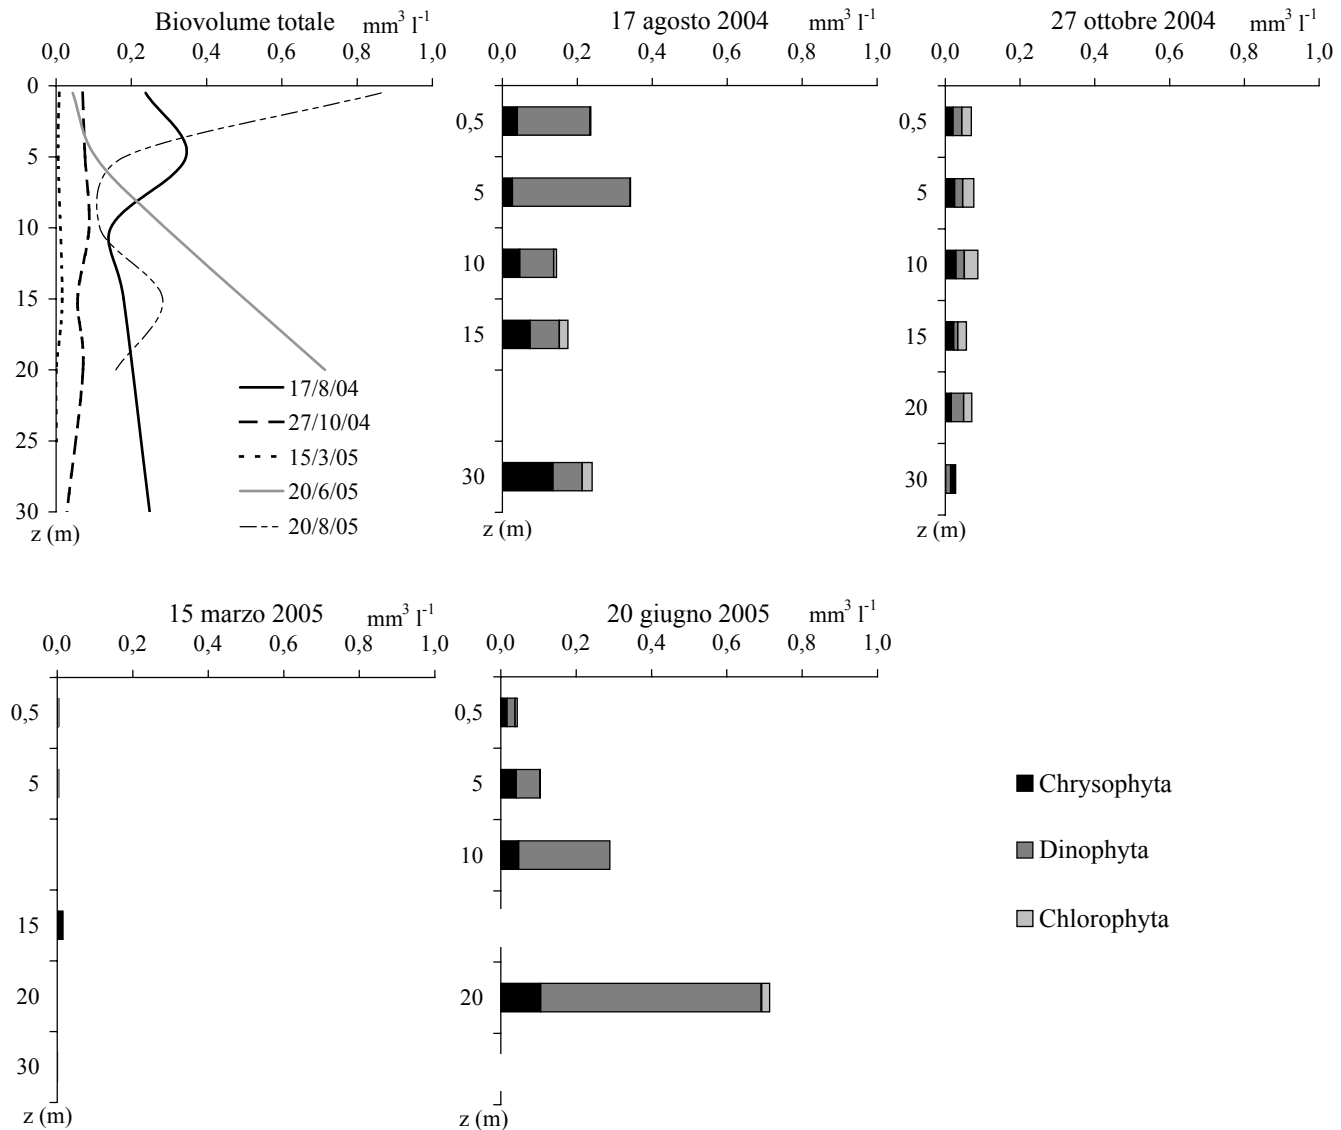 Biovolume totale mm³ l⁻¹
0,0 0,2 0,4 0,6 0,8 1,0
0
5
10
15
20
25
30
z (m)
17/8/04
27/10/04
15/3/05
20/6/05
20/8/05
17 agosto 2004 mm³ l⁻¹
0,0 0,2 0,4 0,6 0,8 1,0
0,5
5
10
15
30
z (m)
27 ottobre 2004
0,0 0,2 0,4 0,6 0,8 1,0
0,5
5
10
15
20
30
z (m)
15 marzo 2005 mm³ l⁻¹
0,0 0,2 0,4 0,6 0,8 1,0
0,5
5
15
20
30
z (m)
20 giugno 2005 mm³ l⁻¹
0,0 0,2 0,4 0,6 0,8 1,0
0,5
5
10
20
z (m)
Chrysophyta
Dinophyta
Chlorophyta